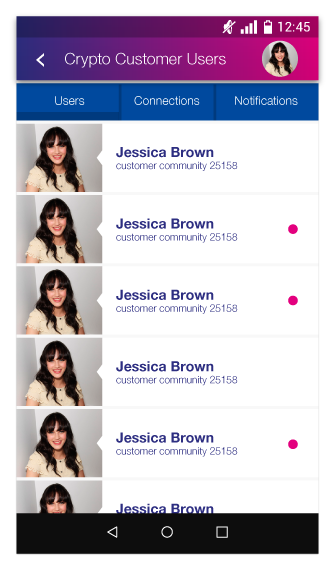 12:45
Crypto Customer Users
Users
Connections
Notifications
Jessica Brown
customer community 25158
Jessica Brown
customer community 25158
Jessica Brown
customer community 25158
Jessica Brown
customer community 25158
Jessica Brown
customer community 25158
Jessica Brown